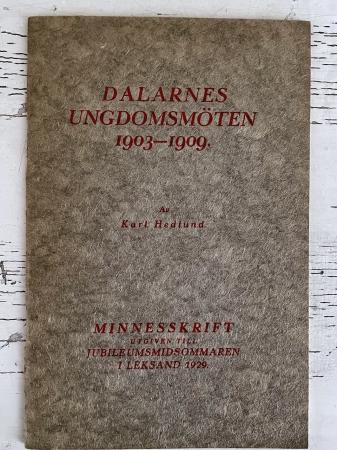 DALARNES
UNGDOMSMÖTEN
1903—1909.
Av
Karl Hedlund
MINNESSKRIFT
UTGIVEN TILL
JUBILEUMSMIDSOMMAREN
I LEKSAND 1929.